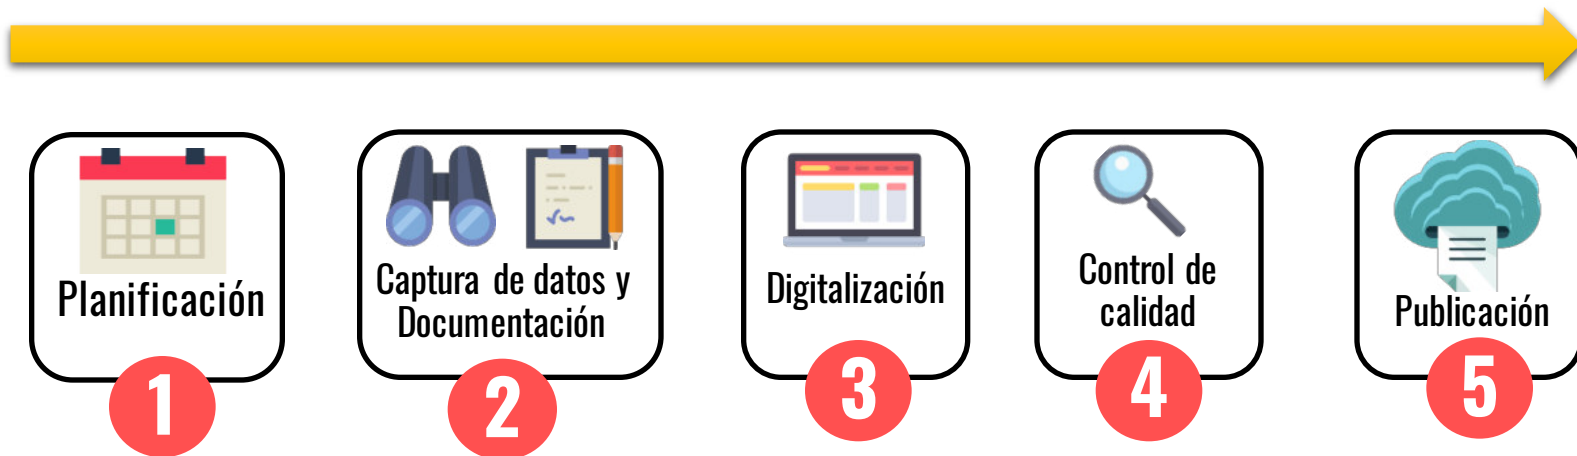 Planificación
1
Captura de datos y
Documentación
2
Digitalización
3
Control de
calidad
4
Publicación
5